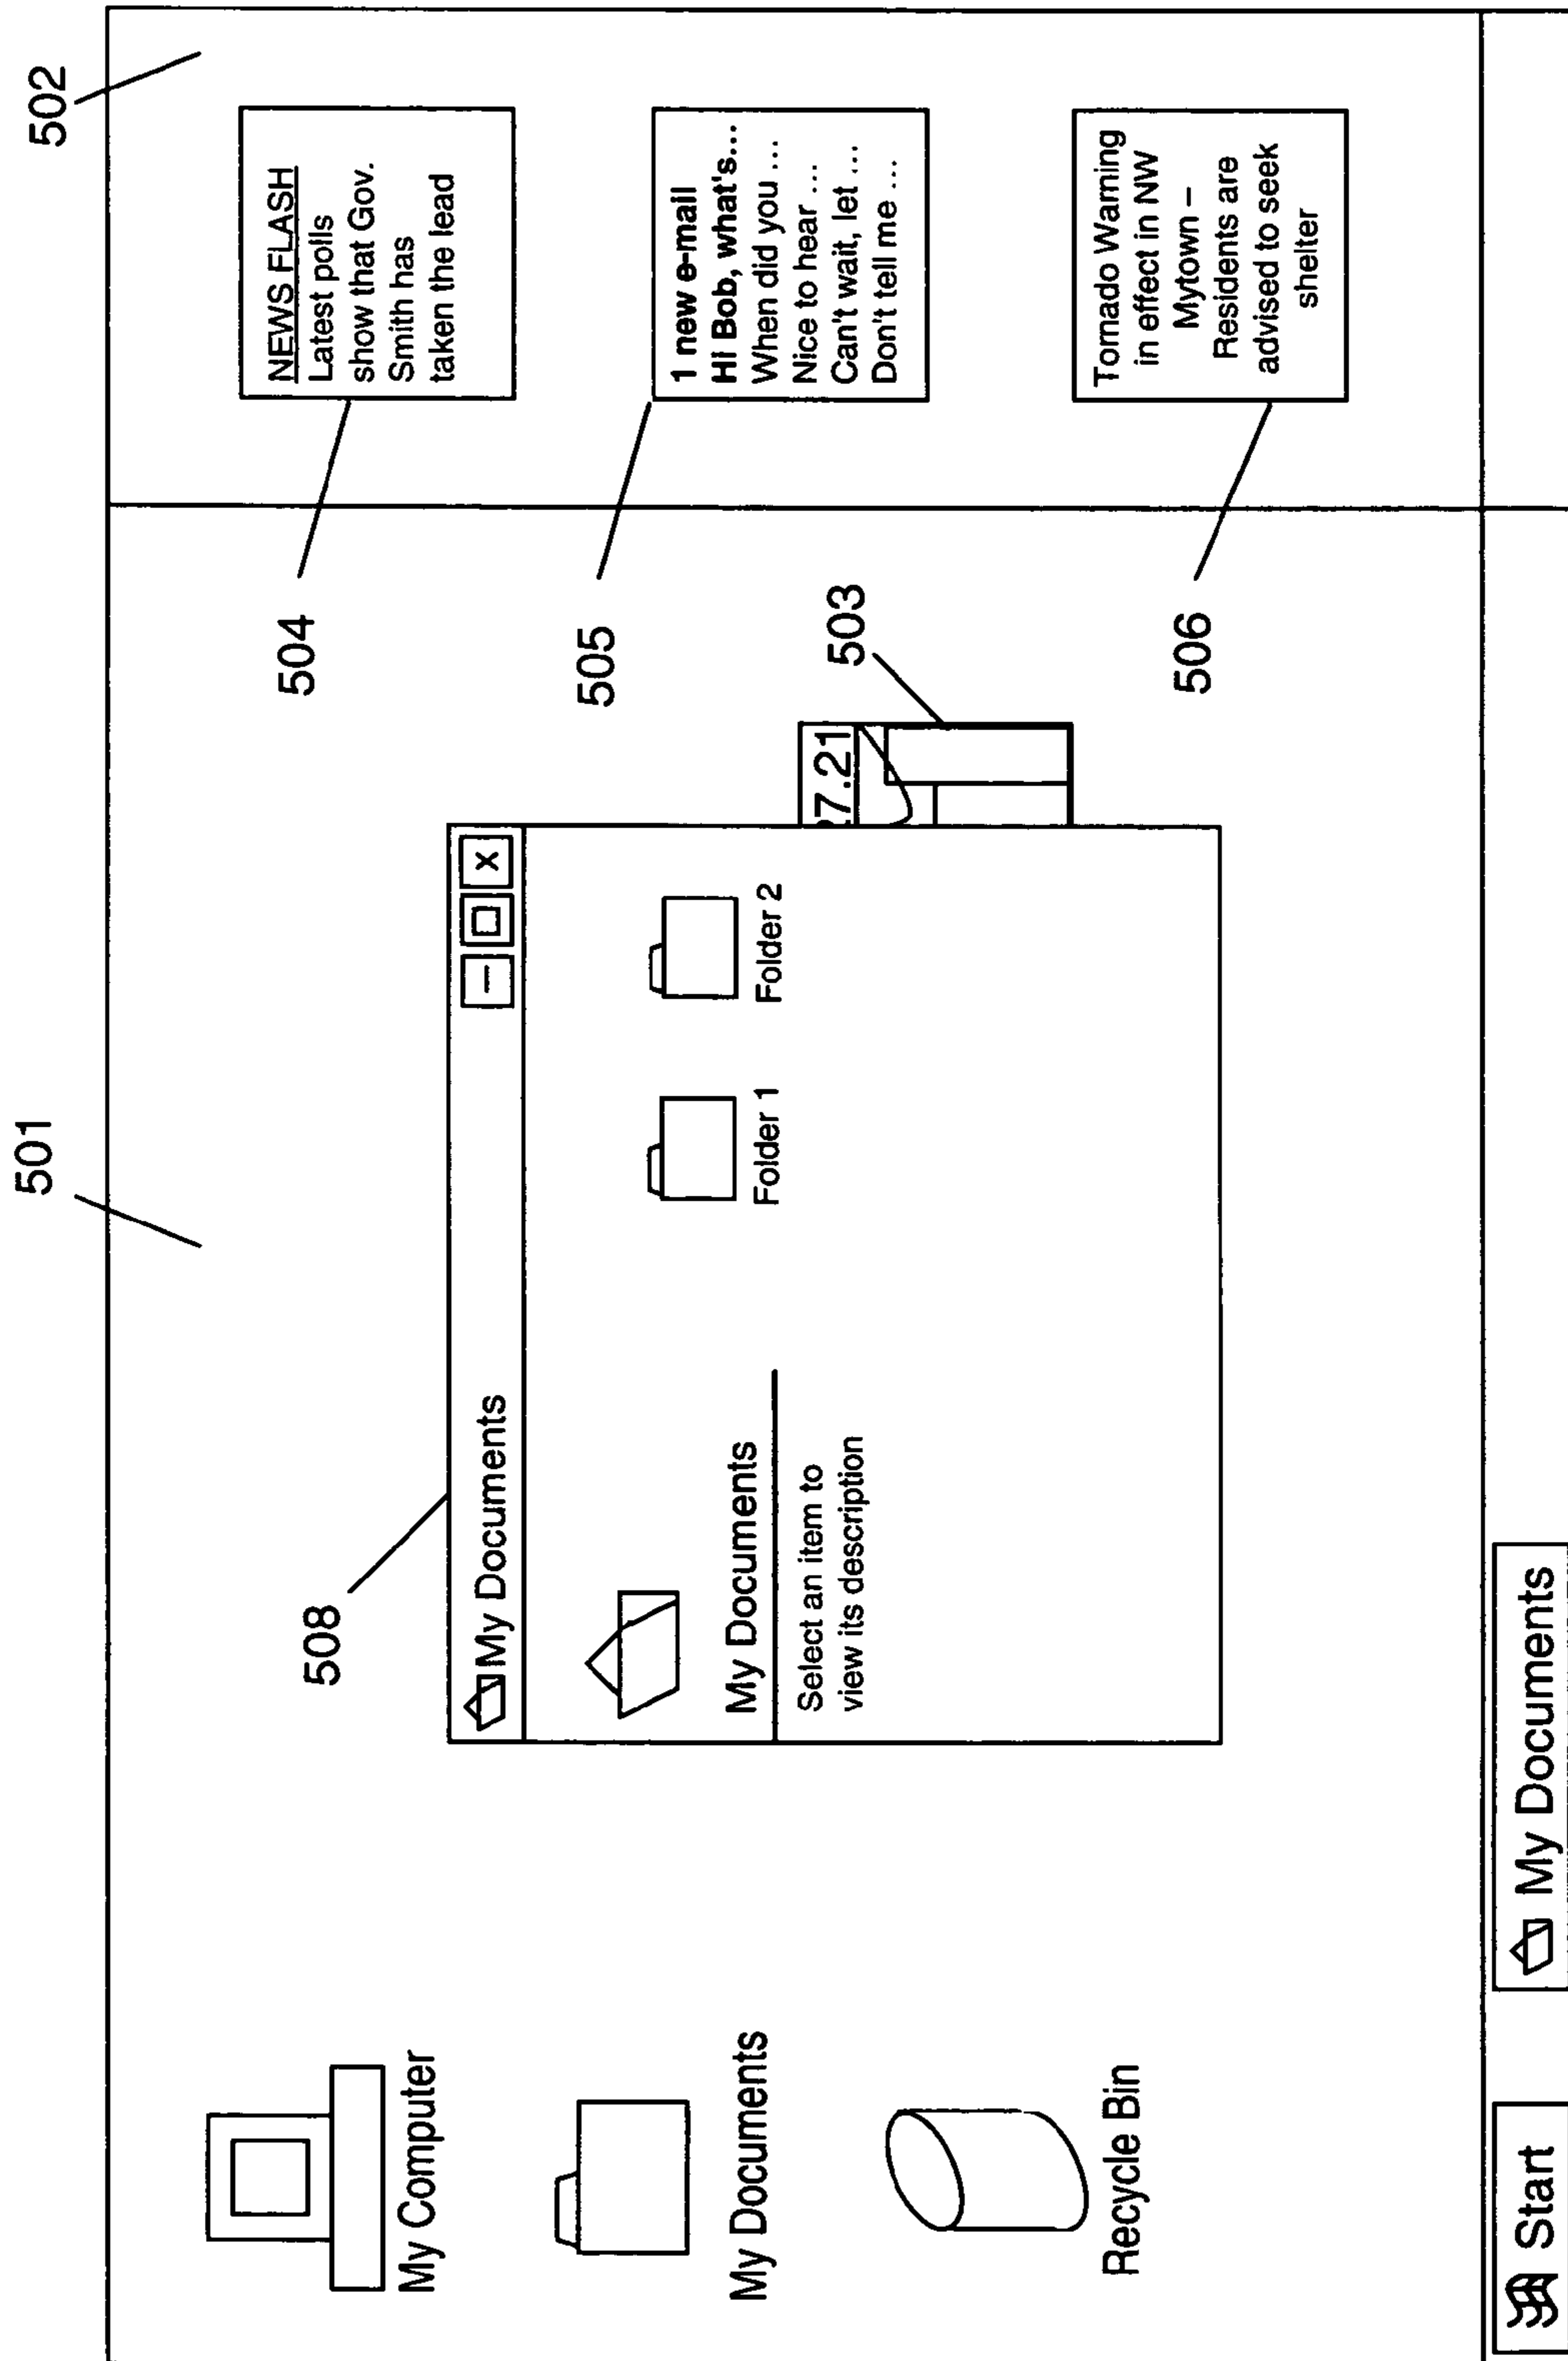 501
502
508
504
505
503
506
My Computer
My Documents
Recycle Bin
My Documents
My Documents
Select an item to
view its description
Folder 1
Folder 2
7.21
NEWS FLASH
Latest polls
show that Gov.
Smith has
taken the lead
1 new e-mail
Hi Bob, what's...
When did you ...
Nice to hear ...
Can't wait, let ...
Don't tell me ...
Tornado Warning
in effect in NW
Mytown –
Residents are
advised to seek
shelter
Start
My Documents